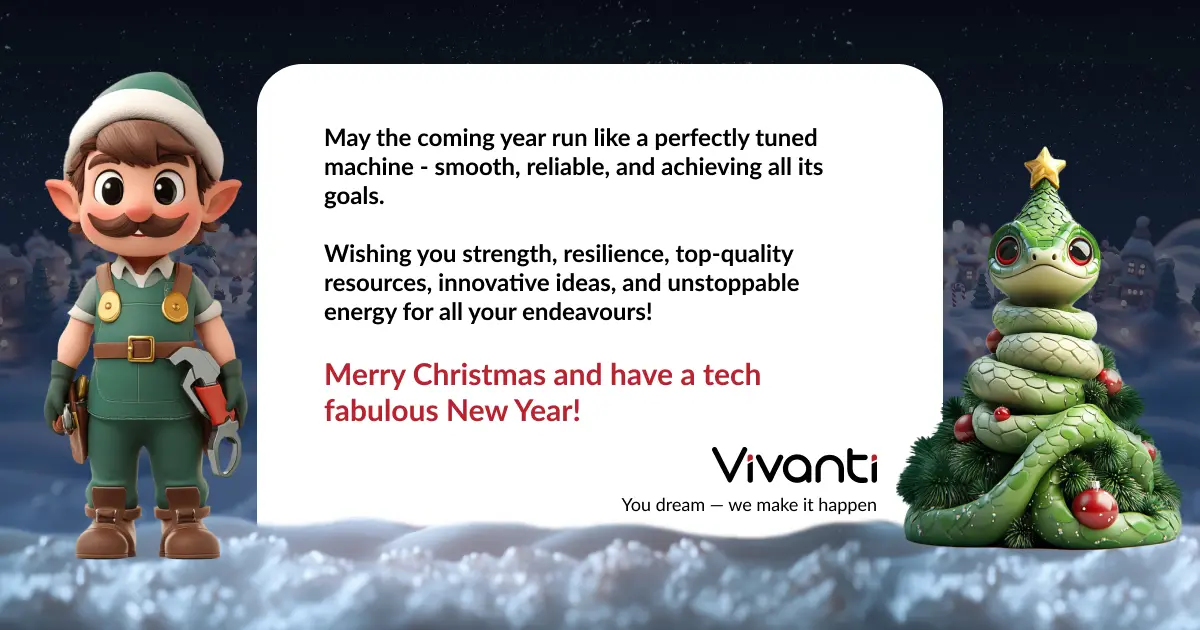 May the coming year run like a perfectly tuned
machine - smooth, reliable, and achieving all its
goals.
Wishing you strength, resilience, top-quality
resources, innovative ideas, and unstoppable
energy for all your endeavours!
Merry Christmas and have a tech
fabulous New Year!
Vivanti
You dream — we make it happen